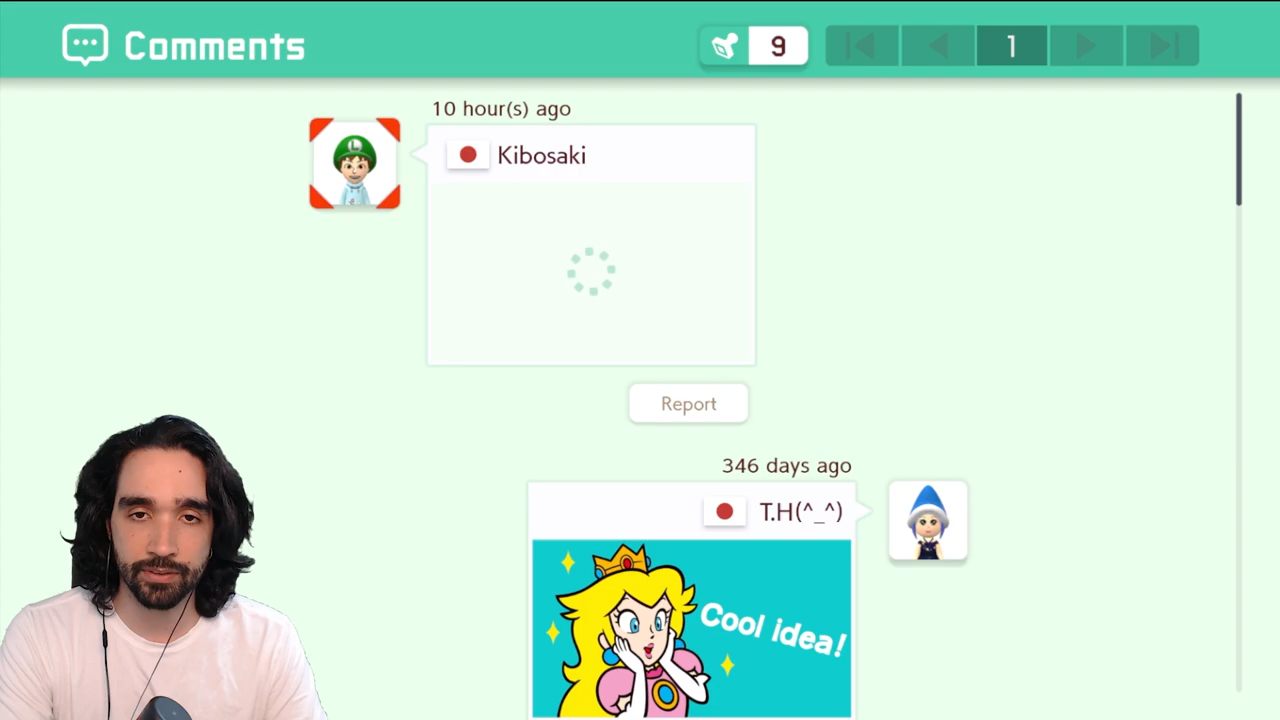 Comments
9
1
10 hour(s) ago
Kibosaki
Report
346 days ago
T.H(^_^)
Cool idea!
L